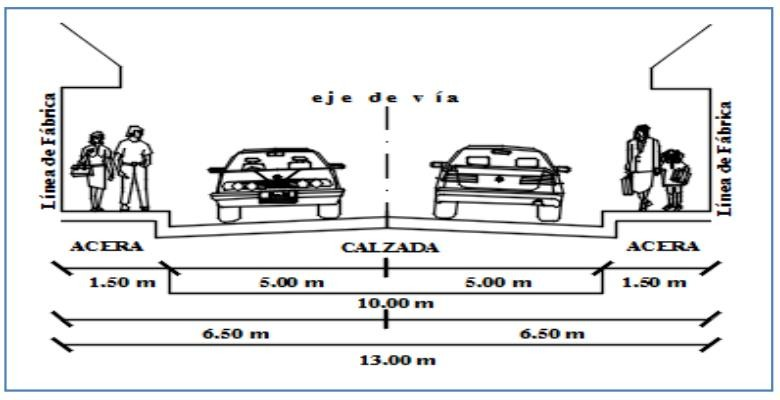 eje de vía
Línea de Fábrica
Línea de Fábrica
ACERA CALZADA ACERA
1.50 m 5.00 m 5.00 m 1.50 m
10.00 m
6.50 m 6.50 m
13.00 m